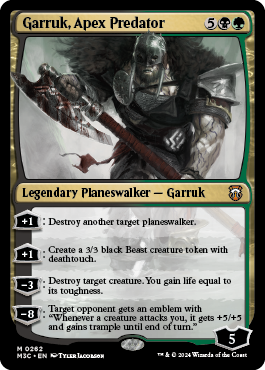 Garruk, Apex Predator 5
Legendary Planeswalker — Garruk
+1: Destroy another target planeswalker.
+1: Create a 3/3 black Beast creature token with
deathtouch.
-3: Destroy target creature. You gain life equal to
its toughness.
-8: Target opponent gets an emblem with
"Whenever a creature attacks you, it gets +5/+5
and gains trample until end of turn."
5
M 0262
M3C • EN Tyler Jacobson
™ & © 2024 Wizards of the Coast